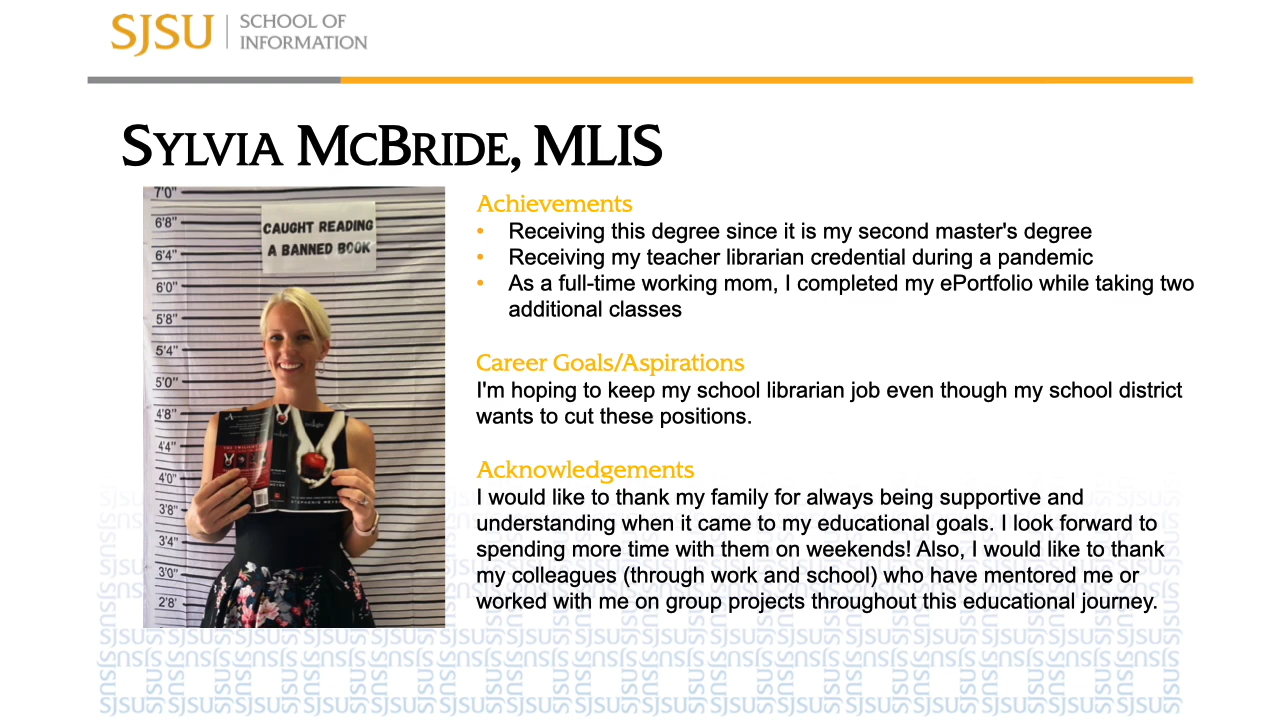 SJSU | SCHOOL OF
INFORMATION
SYLVIA MCBRIDE, MLIS
7'0"
6'8"
6'4"
6'0"
5'8"
5'4"
5'0"
4'8"
4'4"
4'0"
3'8"
3'4"
3'0"
2'8'
CAUGHT READING
A BANNED BOOK
twilight
STEPHENIE MEYER
Achievements
• Receiving this degree since it is my second master's degree
• Receiving my teacher librarian credential during a pandemic
• As a full-time working mom, I completed my ePortfolio while taking two
additional classes
Career Goals/Aspirations
I'm hoping to keep my school librarian job even though my school district
wants to cut these positions.
Acknowledgements
I would like to thank my family for always being supportive and
understanding when it came to my educational goals. I look forward to
spending more time with them on weekends! Also, I would like to thank
my colleagues (through work and school) who have mentored me or
worked with me on group projects throughout this educational journey.